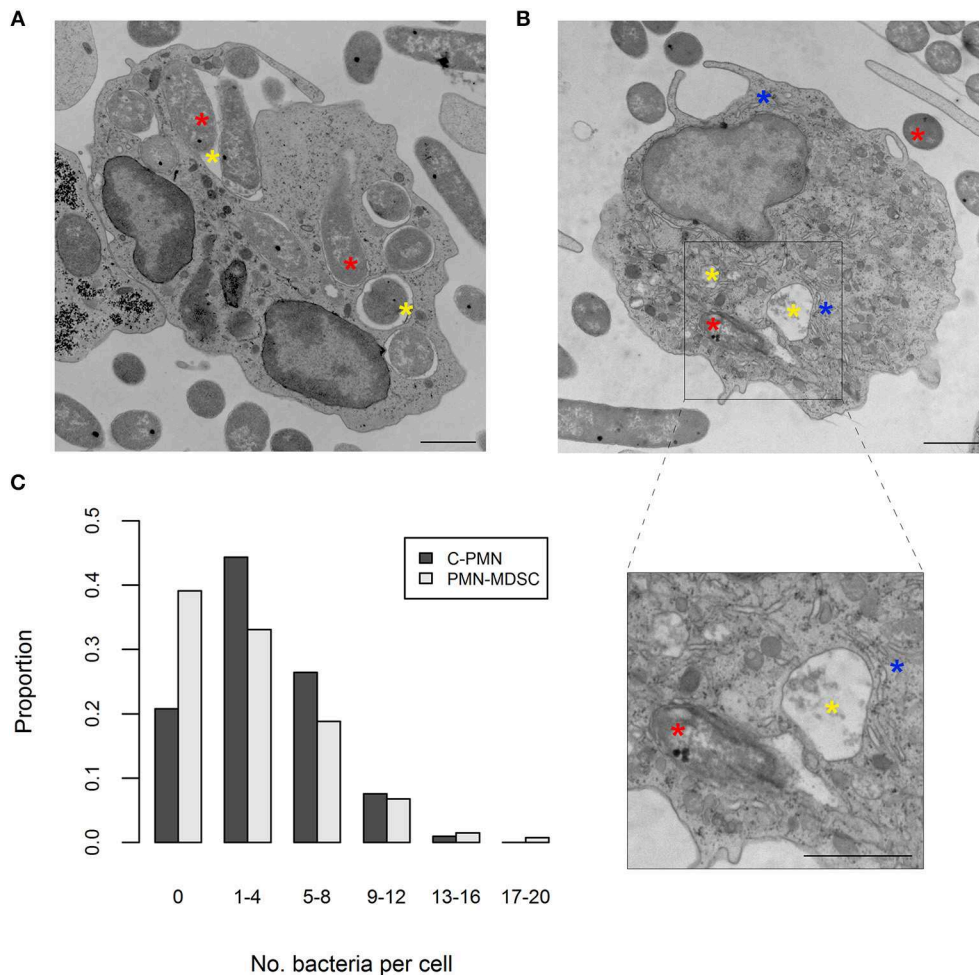 A
B
C
0.5
0.4
0.3
0.2
0.1
0.0
Proportion
C-PMN
PMN-MDSC
0 1-4 5-8 9-12 13-16 17-20
No. bacteria per cell